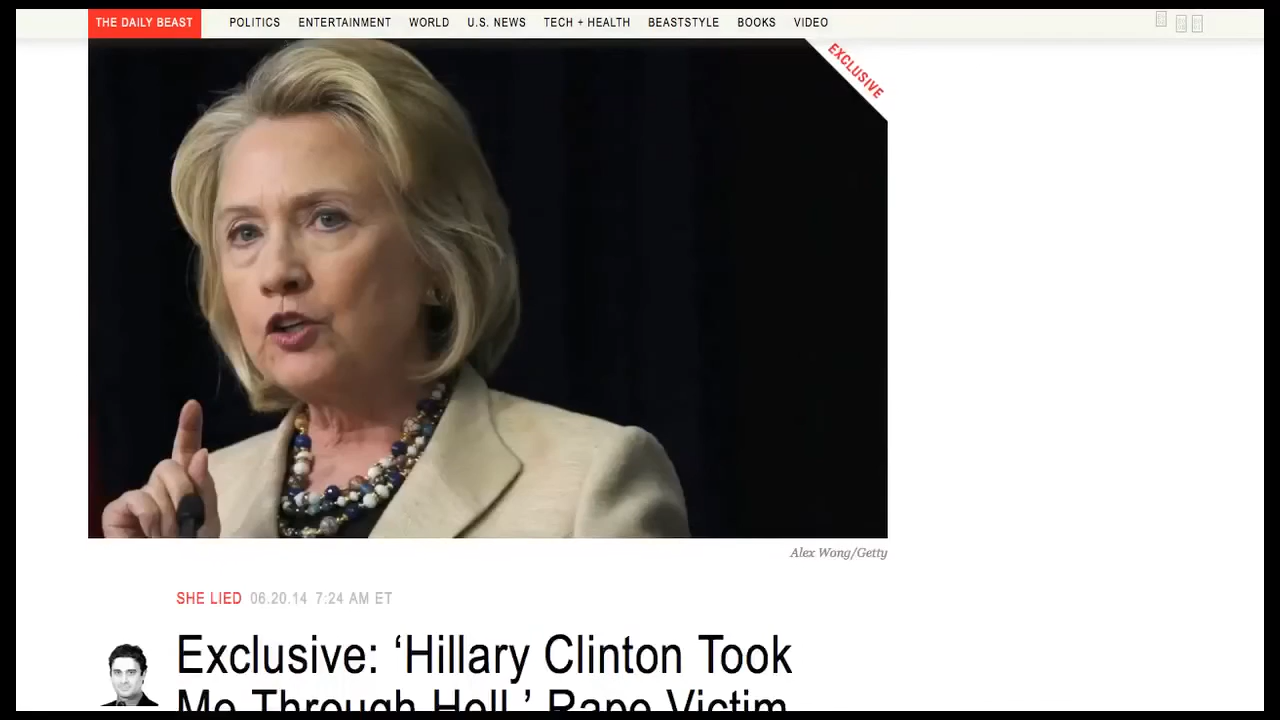 THE DAILY BEAST POLITICS ENTERTAINMENT WORLD U.S. NEWS TECH + HEALTH BEASTSTYLE BOOKS VIDEO
EXCLUSIVE
Alex Wong/Getty
SHE LIED 06.20.14 7:24 AM ET
Exclusive: ‘Hillary Clinton Took
Me Through Hell,’ Rape Victim